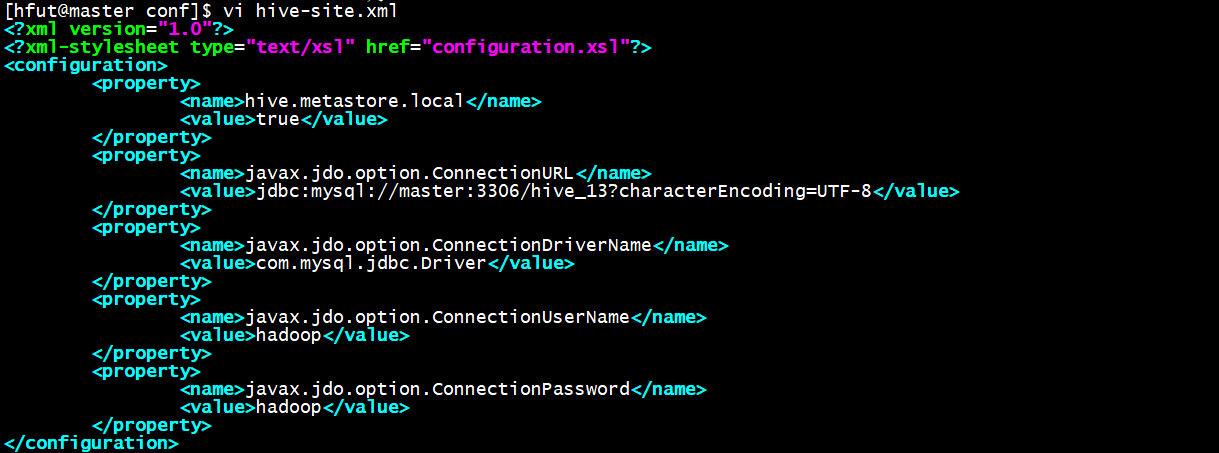 [hfut@master conf]$ vi hive-site.xml
<?xml version="1.0"?>
<?xml-stylesheet type="text/xsl" href="configuration.xsl"?>
<configuration>
        <property>
                <name>hive.metastore.local</name>
                <value>true</value>
        </property>
        <property>
                <name>javax.jdo.option.ConnectionURL</name>
                <value>jdbc:mysql://master:3306/hive_13?characterEncoding=UTF-8</value>
        </property>
        <property>
                <name>javax.jdo.option.ConnectionDriverName</name>
                <value>com.mysql.jdbc.Driver</value>
        </property>
        <property>
                <name>javax.jdo.option.ConnectionUserName</name>
                <value>hadoop</value>
        </property>
        <property>
                <name>javax.jdo.option.ConnectionPassword</name>
                <value>hadoop</value>
        </property>
</configuration>